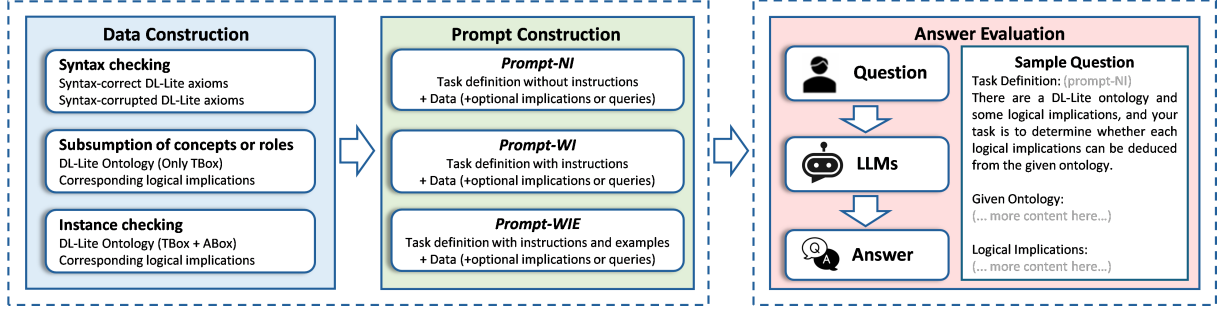 Data Construction
Syntax checking
Syntax-correct DL-Lite axioms
Syntax-corrupted DL-Lite axioms
Subsumption of concepts or roles
DL-Lite Ontology (Only TBox)
Corresponding logical implications
Instance checking
DL-Lite Ontology (TBox + ABox)
Corresponding logical implications
Prompt Construction
Prompt-NI
Task definition without instructions
+ Data (+optional implications or queries)
Prompt-WI
Task definition with instructions
+ Data (+optional implications or queries)
Prompt-WIE
Task definition with instructions and examples
+ Data (+optional implications or queries)
Answer Evaluation
Question
LLMs
Q
A
Answer
Sample Question
Task Definition: (prompt-NI)
There are a DL-Lite ontology and
some logical implications, and your
task is to determine whether each
logical implications can be deduced
from the given ontology.
Given Ontology:
(... more content here...)
Logical Implications:
(... more content here...)